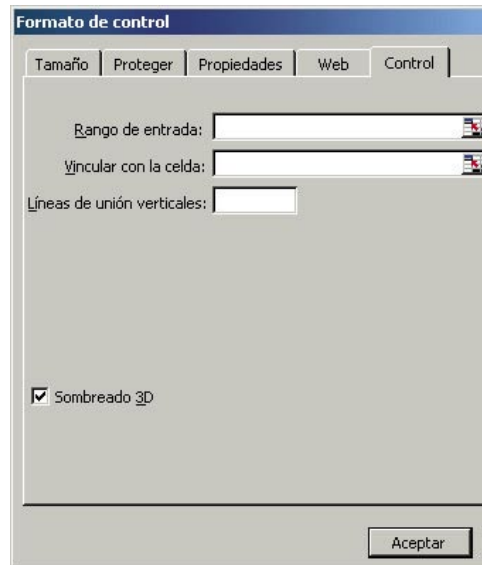 Formato de control
Tamaño Proteger Propiedades Web Control
Rango de entrada:
Vincular con la celda:
Líneas de unión verticales:
Sombreado 3D
Aceptar